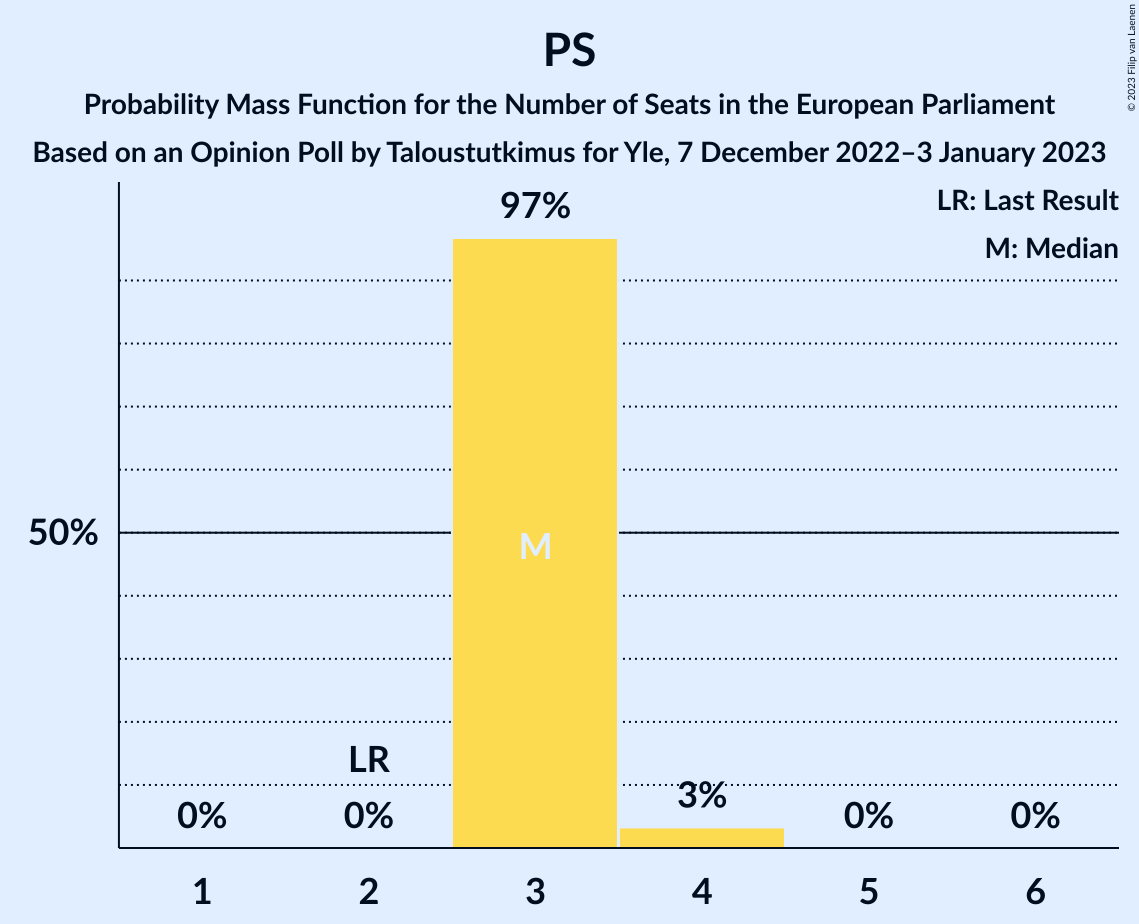 PS
Probability Mass Function for the Number of Seats in the European Parliament
Based on an Opinion Poll by Taloustutkimus for Yle, 7 December 2022–3 January 2023
© 2023 Filip van Laenen
LR: Last Result
M: Median
97%
50%
M
LR
0%
0%
3%
0%
0%
1
2
3
4
5
6